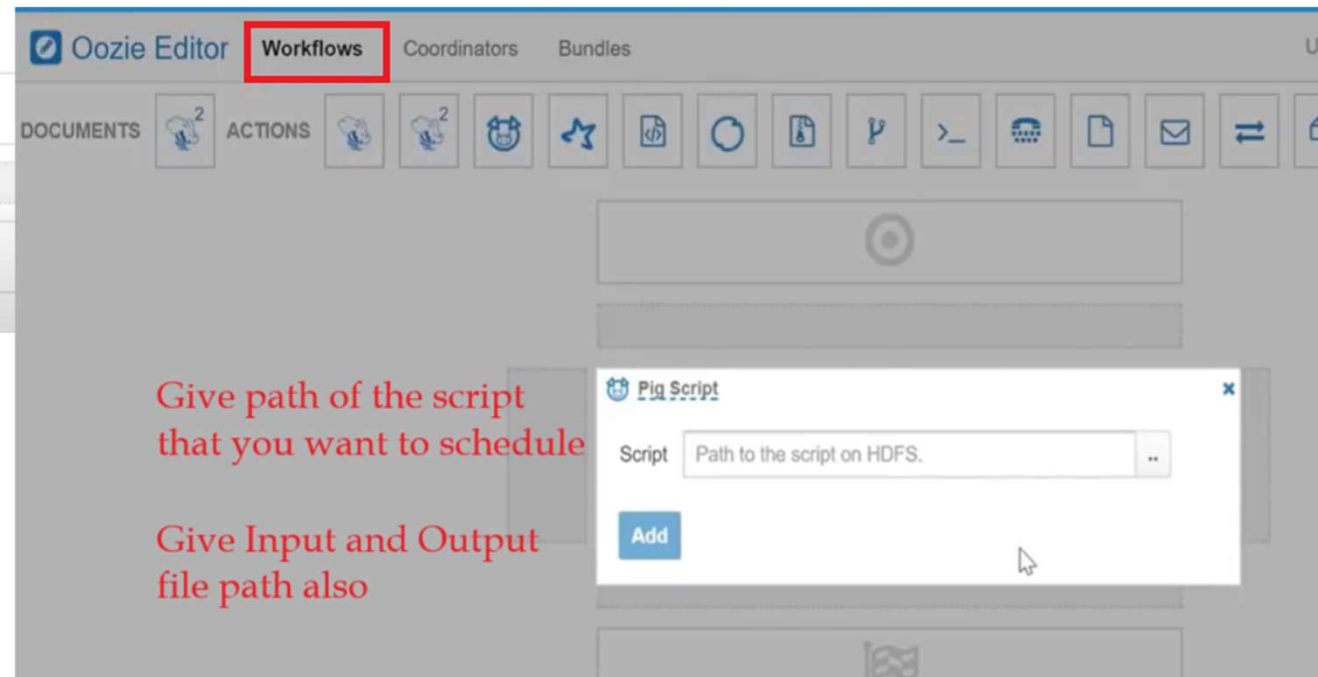 Oozie Editor Workflows Coordinators Bundles U
DOCUMENTS 2 ACTIONS 2
Give path of the script
that you want to schedule
Pig Script
Script Path to the script on HDFS. ..
Add
Give Input and Output
file path also